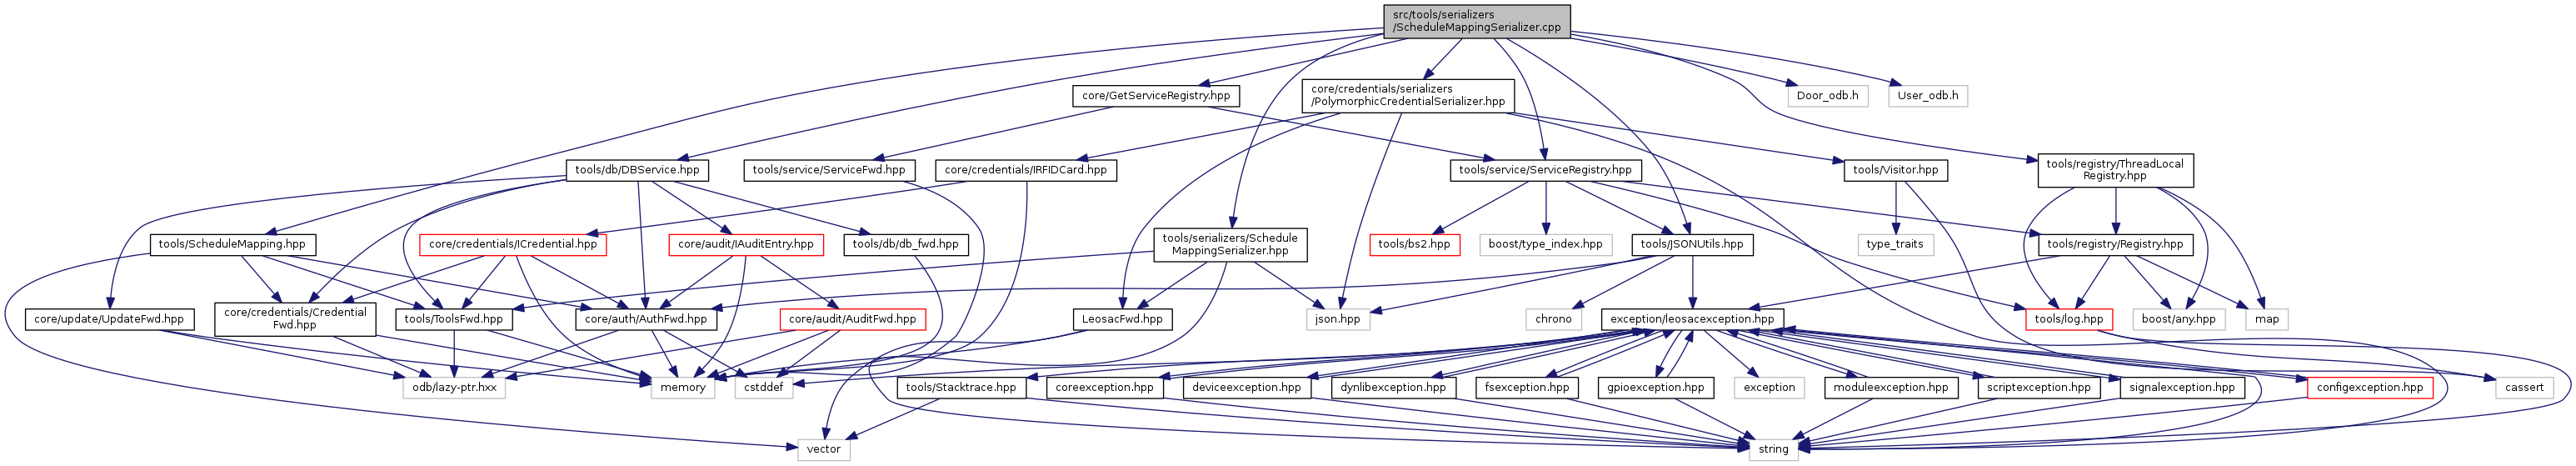 src/tools/serializers
/ScheduleMappingSerializer.cpp
core/GetServiceRegistry.hpp
core/credentials/serializers
/PolymorphicCredentialSerializer.hpp
Door_odb.h
User_odb.h
tools/db/DBService.hpp
tools/service/ServiceFwd.hpp
core/credentials/IRFIDCard.hpp
tools/service/ServiceRegistry.hpp
tools/Visitor.hpp
tools/registry/ThreadLocal
Registry.hpp
tools/ScheduleMapping.hpp
core/credentials/ICredential.hpp
core/audit/IAuditEntry.hpp
tools/db/db_fwd.hpp
tools/serializers/Schedule
MappingSerializer.hpp
tools/bs2.hpp
boost/type_index.hpp
tools/JSONUtils.hpp
type_traits
tools/registry/Registry.hpp
core/update/UpdateFwd.hpp
core/credentials/Credential
Fwd.hpp
tools/ToolsFwd.hpp
core/auth/AuthFwd.hpp
core/audit/AuditFwd.hpp
LeosacFwd.hpp
json.hpp
chrono
exception/leosacexception.hpp
tools/log.hpp
boost/any.hpp
map
odb/lazy-ptr.hxx
memory
cstddef
tools/Stacktrace.hpp
coreexception.hpp
deviceexception.hpp
dynlibexception.hpp
fsexception.hpp
gpioexception.hpp
exception
moduleexception.hpp
scriptexception.hpp
signalexception.hpp
configexception.hpp
cassert
vector
string